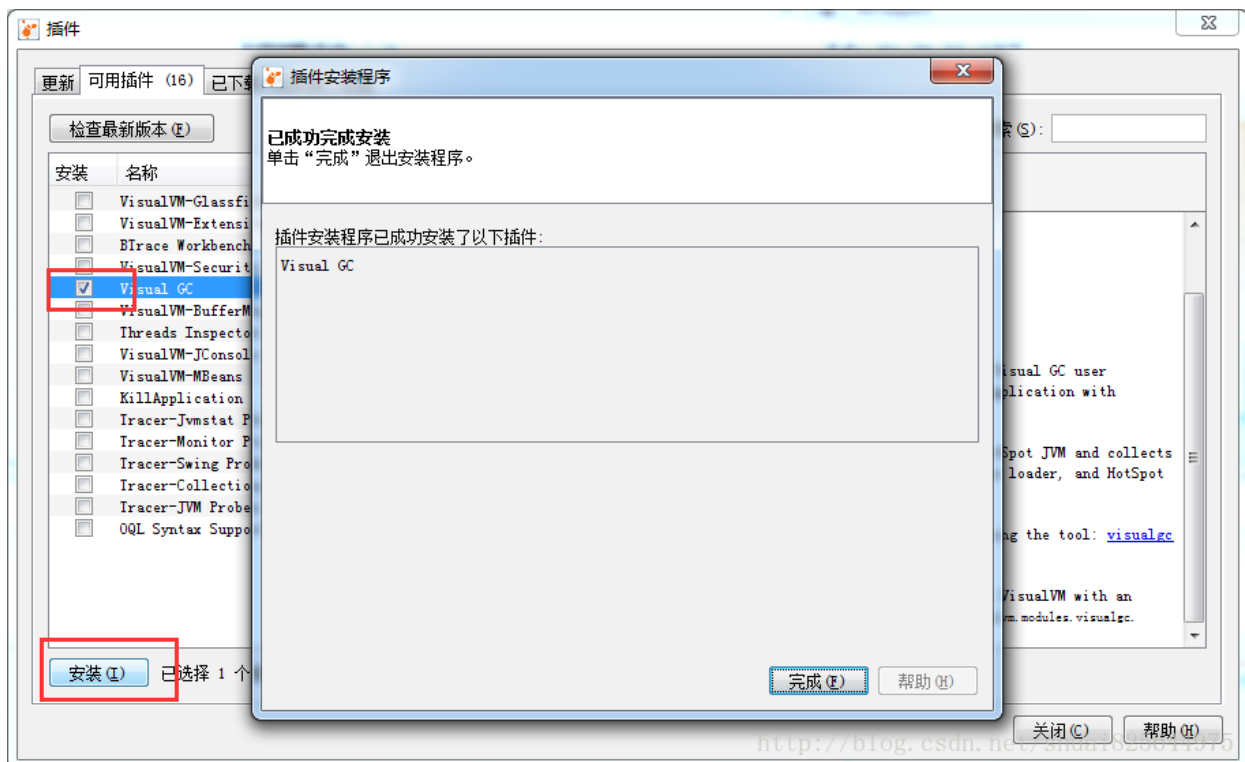 插件
更新 可用插件 (16) 已下载
插件安装程序
检查最新版本(F)
(S):
已成功完成安装
单击“完成”退出安装程序。
安装 名称
VisualVM-Glassfi
VisualVM-Extensi
BTrace Workbench
VisualVM-Securit
Visual GC
VisualVM-BufferM
Threads Inspecto
VisualVM-JConsol
VisualVM-MBeans
KillApplication
Tracer-Jvmstat P
Tracer-Monitor P
Tracer-Swing Pro
Tracer-Collectio
Tracer-JVM Probe
OQL Syntax Suppo
插件安装程序已成功安装了以下插件:
Visual GC
isual GC user
plication with
Spot JVM and collects
loader, and HotSpot
ng the tool: visualgc
VisualVM with an
vm.modules.visualgc.
安装(I) 已选择 1 个
完成(F) 帮助(H)
关闭(C) 帮助(H)